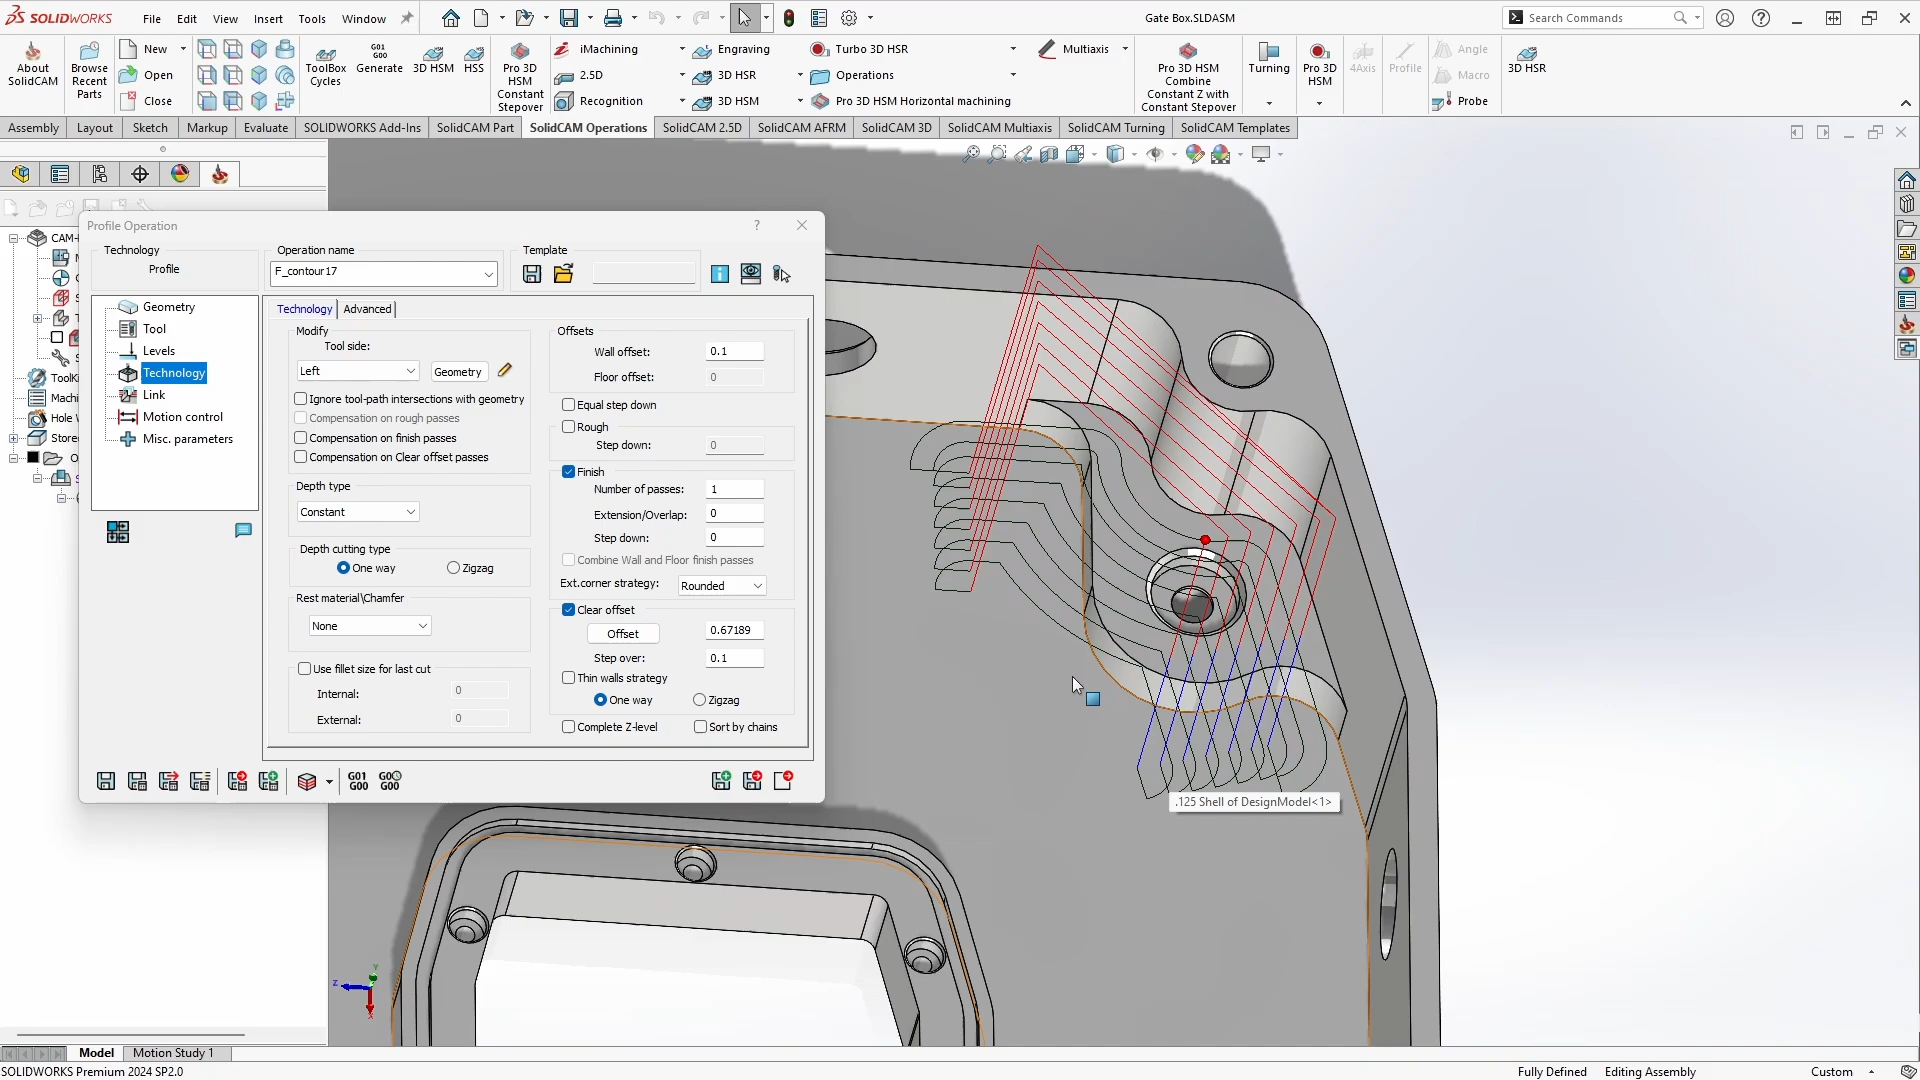 SOLIDWORKS
File
Edit
View
Insert
Tools
Window
Gate Box.SLDASM
Search Commands
About SolidCAM
Browse Recent Parts
New
Open
Close
ToolBox Cycles
G01
G00
Generate
3D HSM
HSS
Pro 3D HSM Constant Stepover
iMachining
2.5D
Recognition
Engraving
3D HSR
3D HSM
Turbo 3D HSR
Operations
Pro 3D HSM Horizontal machining
Multiaxis
Pro 3D HSM Combine Constant Z with Constant Stepover
Turning
Pro 3D HSM
4Axis
Profile
Angle
Macro
Probe
3D HSR
Assembly
Layout
Sketch
Markup
Evaluate
SOLIDWORKS Add-Ins
SolidCAM Part
SolidCAM Operations
SolidCAM 2.5D
SolidCAM AFRM
SolidCAM 3D
SolidCAM Multiaxis
SolidCAM Turning
SolidCAM Templates
Profile Operation
?
Technology
Profile
Operation name
F_contour17
Template
Geometry
Tool
Levels
Technology
Link
Motion control
Misc. parameters
Technology
Advanced
Modify
Tool side:
Left
Geometry
Ignore tool-path intersections with geometry
Compensation on rough passes
Compensation on finish passes
Compensation on Clear offset passes
Depth type
Constant
Depth cutting type
One way
Zigzag
Rest material\Chamfer
None
Use fillet size for last cut
Internal: 0
External: 0
Offsets
Wall offset: 0.1
Floor offset: 0
Equal step down
Rough
Step down: 0
Finish
Number of passes: 1
Extension/Overlap: 0
Step down: 0
Combine Wall and Floor finish passes
Ext.corner strategy: Rounded
Clear offset
Offset 0.67189
Step over: 0.1
Thin walls strategy
One way
Zigzag
Complete Z-level
Sort by chains
G01
G00
G0
G00
.125 Shell of DesignModel<1>
CAM-
ToolKi
Machi
Hole
Store
O
Z
Y
X
Model
Motion Study 1
SOLIDWORKS Premium 2024 SP2.0
Fully Defined
Editing Assembly
Custom